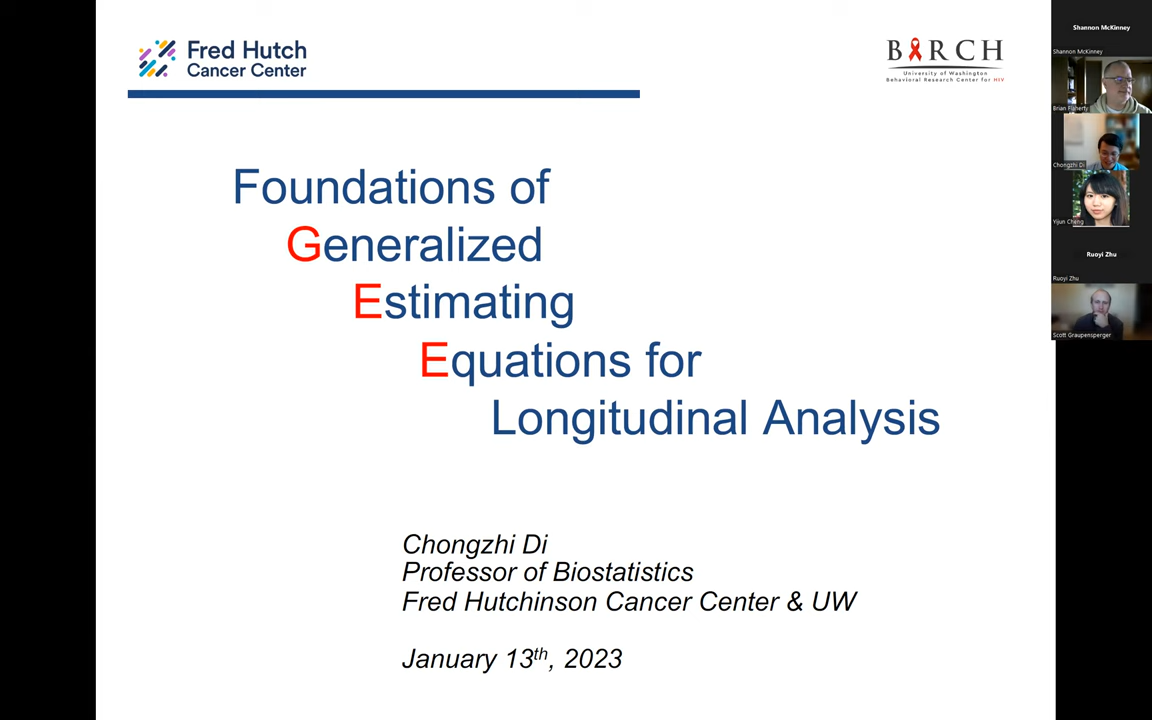 Fred Hutch
Cancer Center
BIRCH
University of Washington
Behavioral Research Center for HIV
Foundations of
Generalized
Estimating
Equations for
Longitudinal Analysis
Chongzhi Di
Professor of Biostatistics
Fred Hutchinson Cancer Center & UW
January 13th, 2023
Shannon McKinney
Shannon McKinney
Brian Flaherty
Chongzhi Di
Yijun Cheng
Ruoyi Zhu
Ruoyi Zhu
Scott Graupensperger